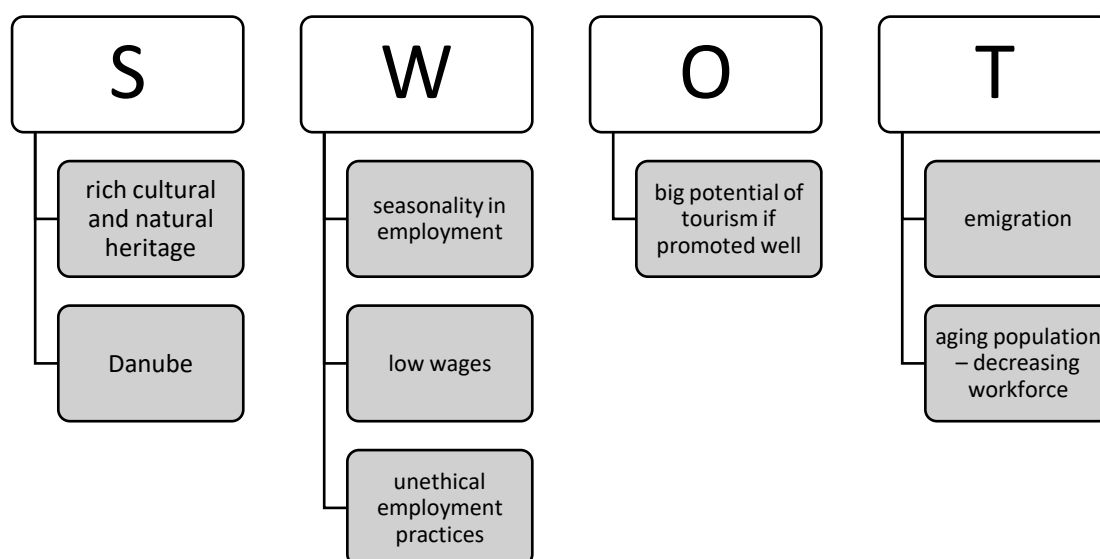 S
rich cultural
and natural
heritage
Danube
W
seasonality in
employment
low wages
unethical
employment
practices
O
big potential of
tourism if
promoted well
T
emigration
aging population
– decreasing
workforce